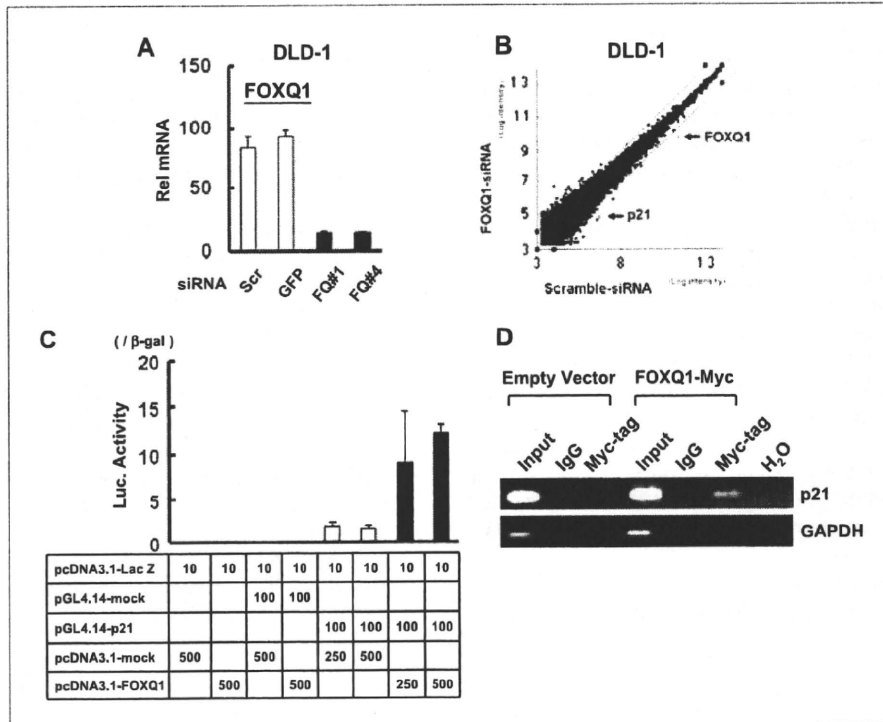 A
DLD-1
150
FOXQ1
100
50
0
Rel mRNA
siRNA
Scr
GFP
FQ#1
FQ#4
B
DLD-1
13
11
9
7
5
3
FOXQ1-siRNA
(Log intensity)
FOXQ1
p21
3
8
13
Scramble-siRNA
(Log intensity)
C
( / β-gal)
20
15
10
5
0
Luc. Activity
pcDNA3.1-Lac Z 10 10 10 10 10 10 10 10
pGL4.14-mock 100 100
pGL4.14-p21 100 100 100 100
pcDNA3.1-mock 500 500 250 500
pcDNA3.1-FOXQ1 500 500 250 500
D
Empty Vector FOXQ1-Myc
Input IgG Myc-tag Input IgG Myc-tag H₂O
p21
GAPDH